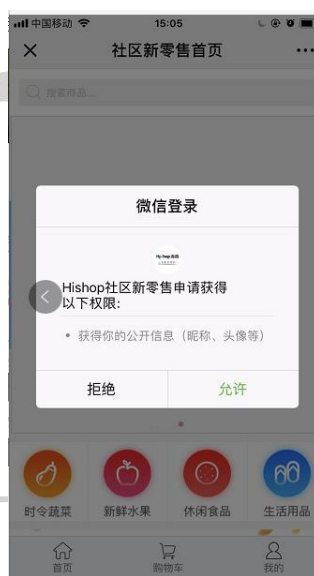 中国移动
15:05
社区新零售首页
搜索商品...
微信登录
Hishop社区新零售申请获得
以下权限:
• 获得你的公开信息（昵称、头像等）
拒绝
允许
时令蔬菜
新鲜水果
休闲食品
生活用品
首页
购物车
我的